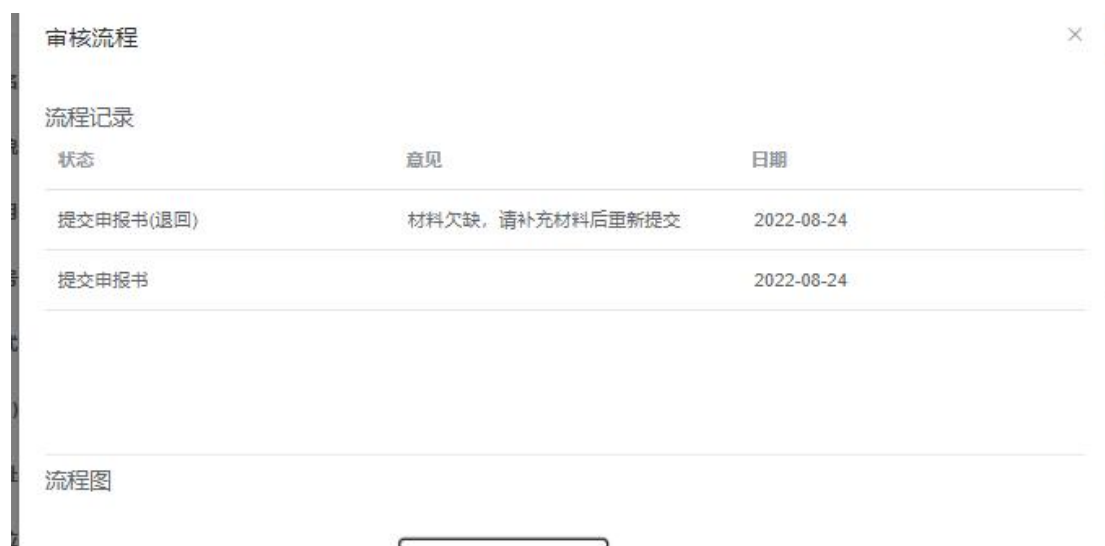 审核流程
流程记录
状态 意见 日期
提交申报书(退回) 材料欠缺，请补充材料后重新提交 2022-08-24
提交申报书 2022-08-24
流程图